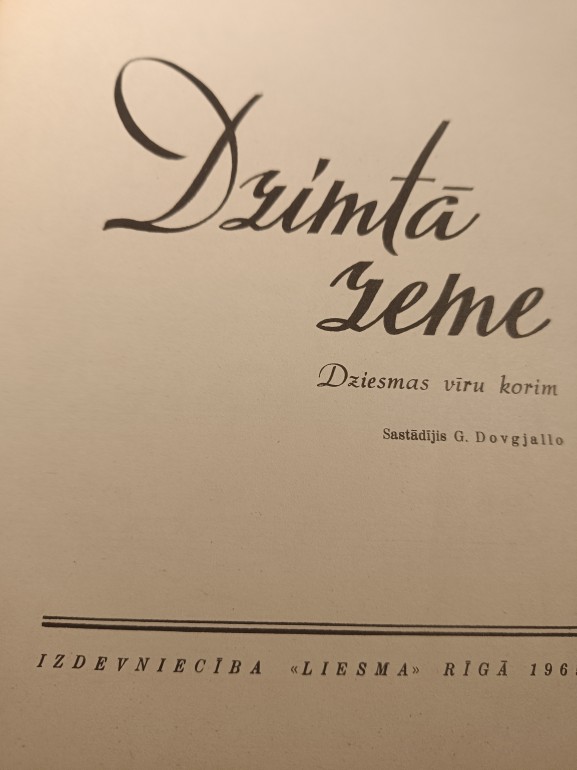 Dzimtā
zeme
Dziesmas vīru korim
Sastādījis G. Dovgjallo
IZDEVNIECĪBA «LIESMA» RĪGĀ